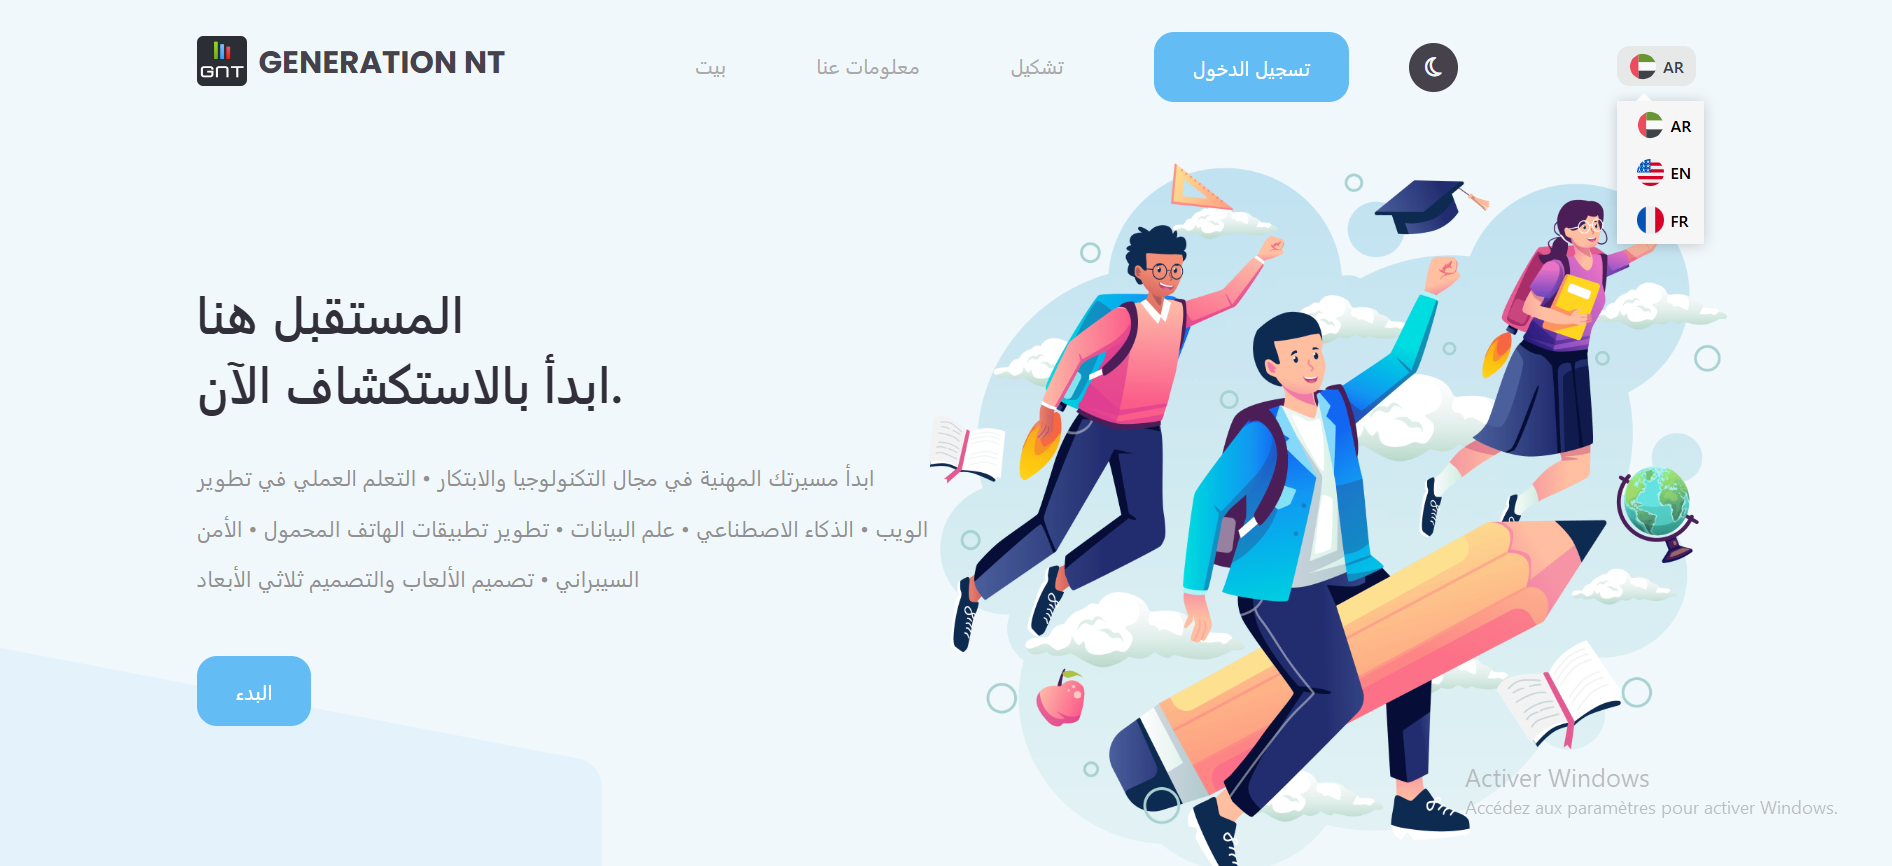 GNT GENERATION NT
بيت
معلومات عنا
تشكيل
تسجيل الدخول
AR
AR
EN
FR
المستقبل هنا
ابدأ بالاستكشاف الآن.
ابدأ مسيرتك المهنية في مجال التكنولوجيا والابتكار • التعلم العملي في تطوير
الويب • الذكاء الاصطناعي • علم البيانات • تطوير تطبيقات الهاتف المحمول • الأمن
السيبراني • تصميم الألعاب والتصميم ثلاثي الأبعاد
البدء
Activer Windows
Accédez aux paramètres pour activer Windows.